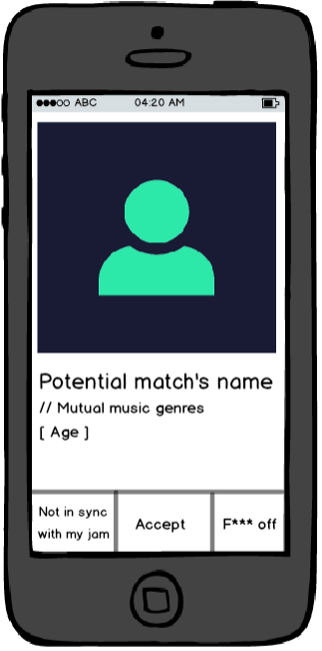 ABC 04:20 AM
Potential match's name
// Mutual music genres
[ Age ]
Not in sync
with my jam
Accept
F*** off